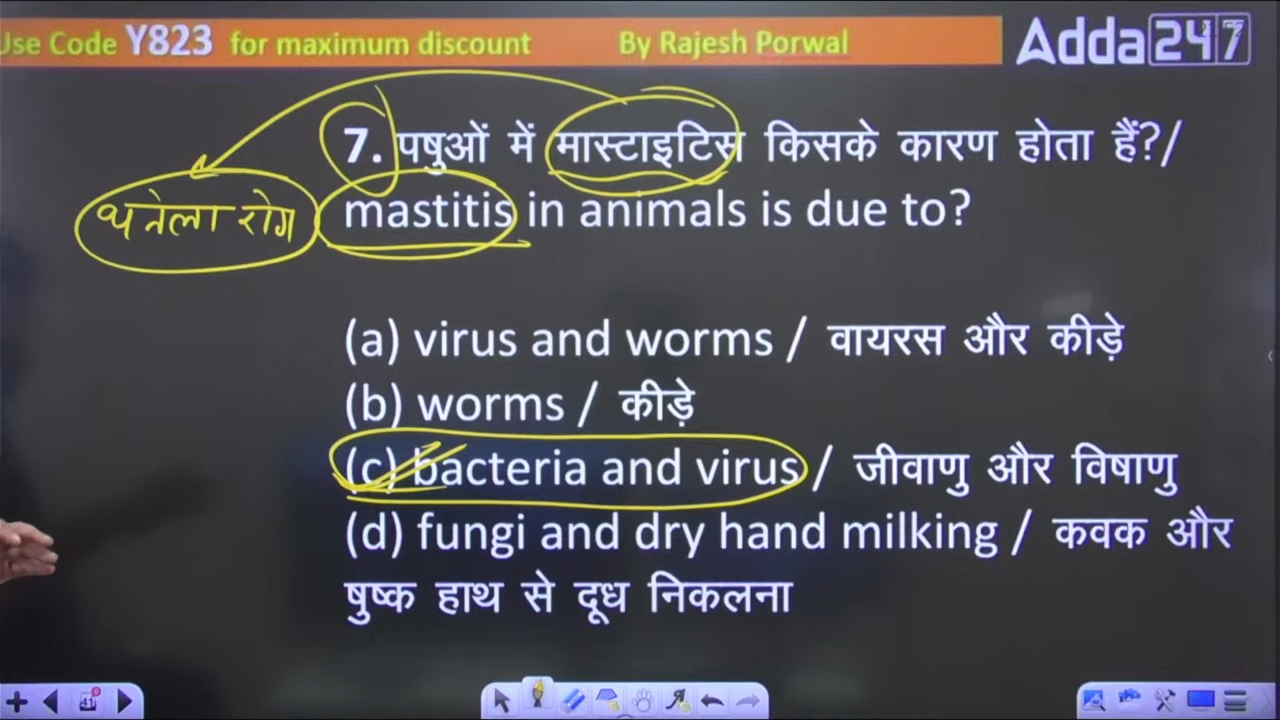 Use Code Y823 for maximum discount By Rajesh Porwal Adda247
7. पषुओं में मास्टाइटिस किसके कारण होता हैं?/
थनेला रोग mastitis in animals is due to?
(a) virus and worms / वायरस और कीड़े
(b) worms / कीड़े
(c) bacteria and virus / जीवाणु और विषाणु
(d) fungi and dry hand milking / कवक और
षुष्क हाथ से दूध निकलना
41